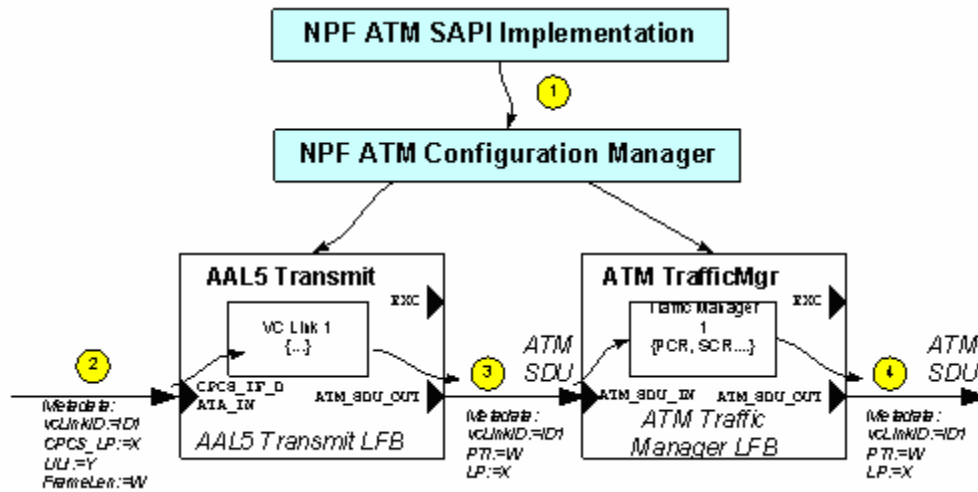 NPF ATM SAPI Implementation
1
NPF ATM Configuration Manager
AAL5 Transmit
EXC
VC Link 1
{...}
2
CPCS_IF_D
ATA_IN
ATM_SDU_OUT
AAL5 Transmit LFB
Metadata:
vcLinkID:=ID1
CPCS_LP:=X
UU:=Y
FrameLen:=W
3
ATM
SDU
Metadata:
vcLinkID:=ID1
PTI:=W
LP:=X
ATM TrafficMgr
EXC
Traffic Manager
1
{PCR, SCR...}
ATM_SDU_IN
ATM_SDU_OUT
ATM Traffic
Manager LFB
4
ATM
SDU
Metadata:
vcLinkID:=ID1
PTI:=W
LP:=X